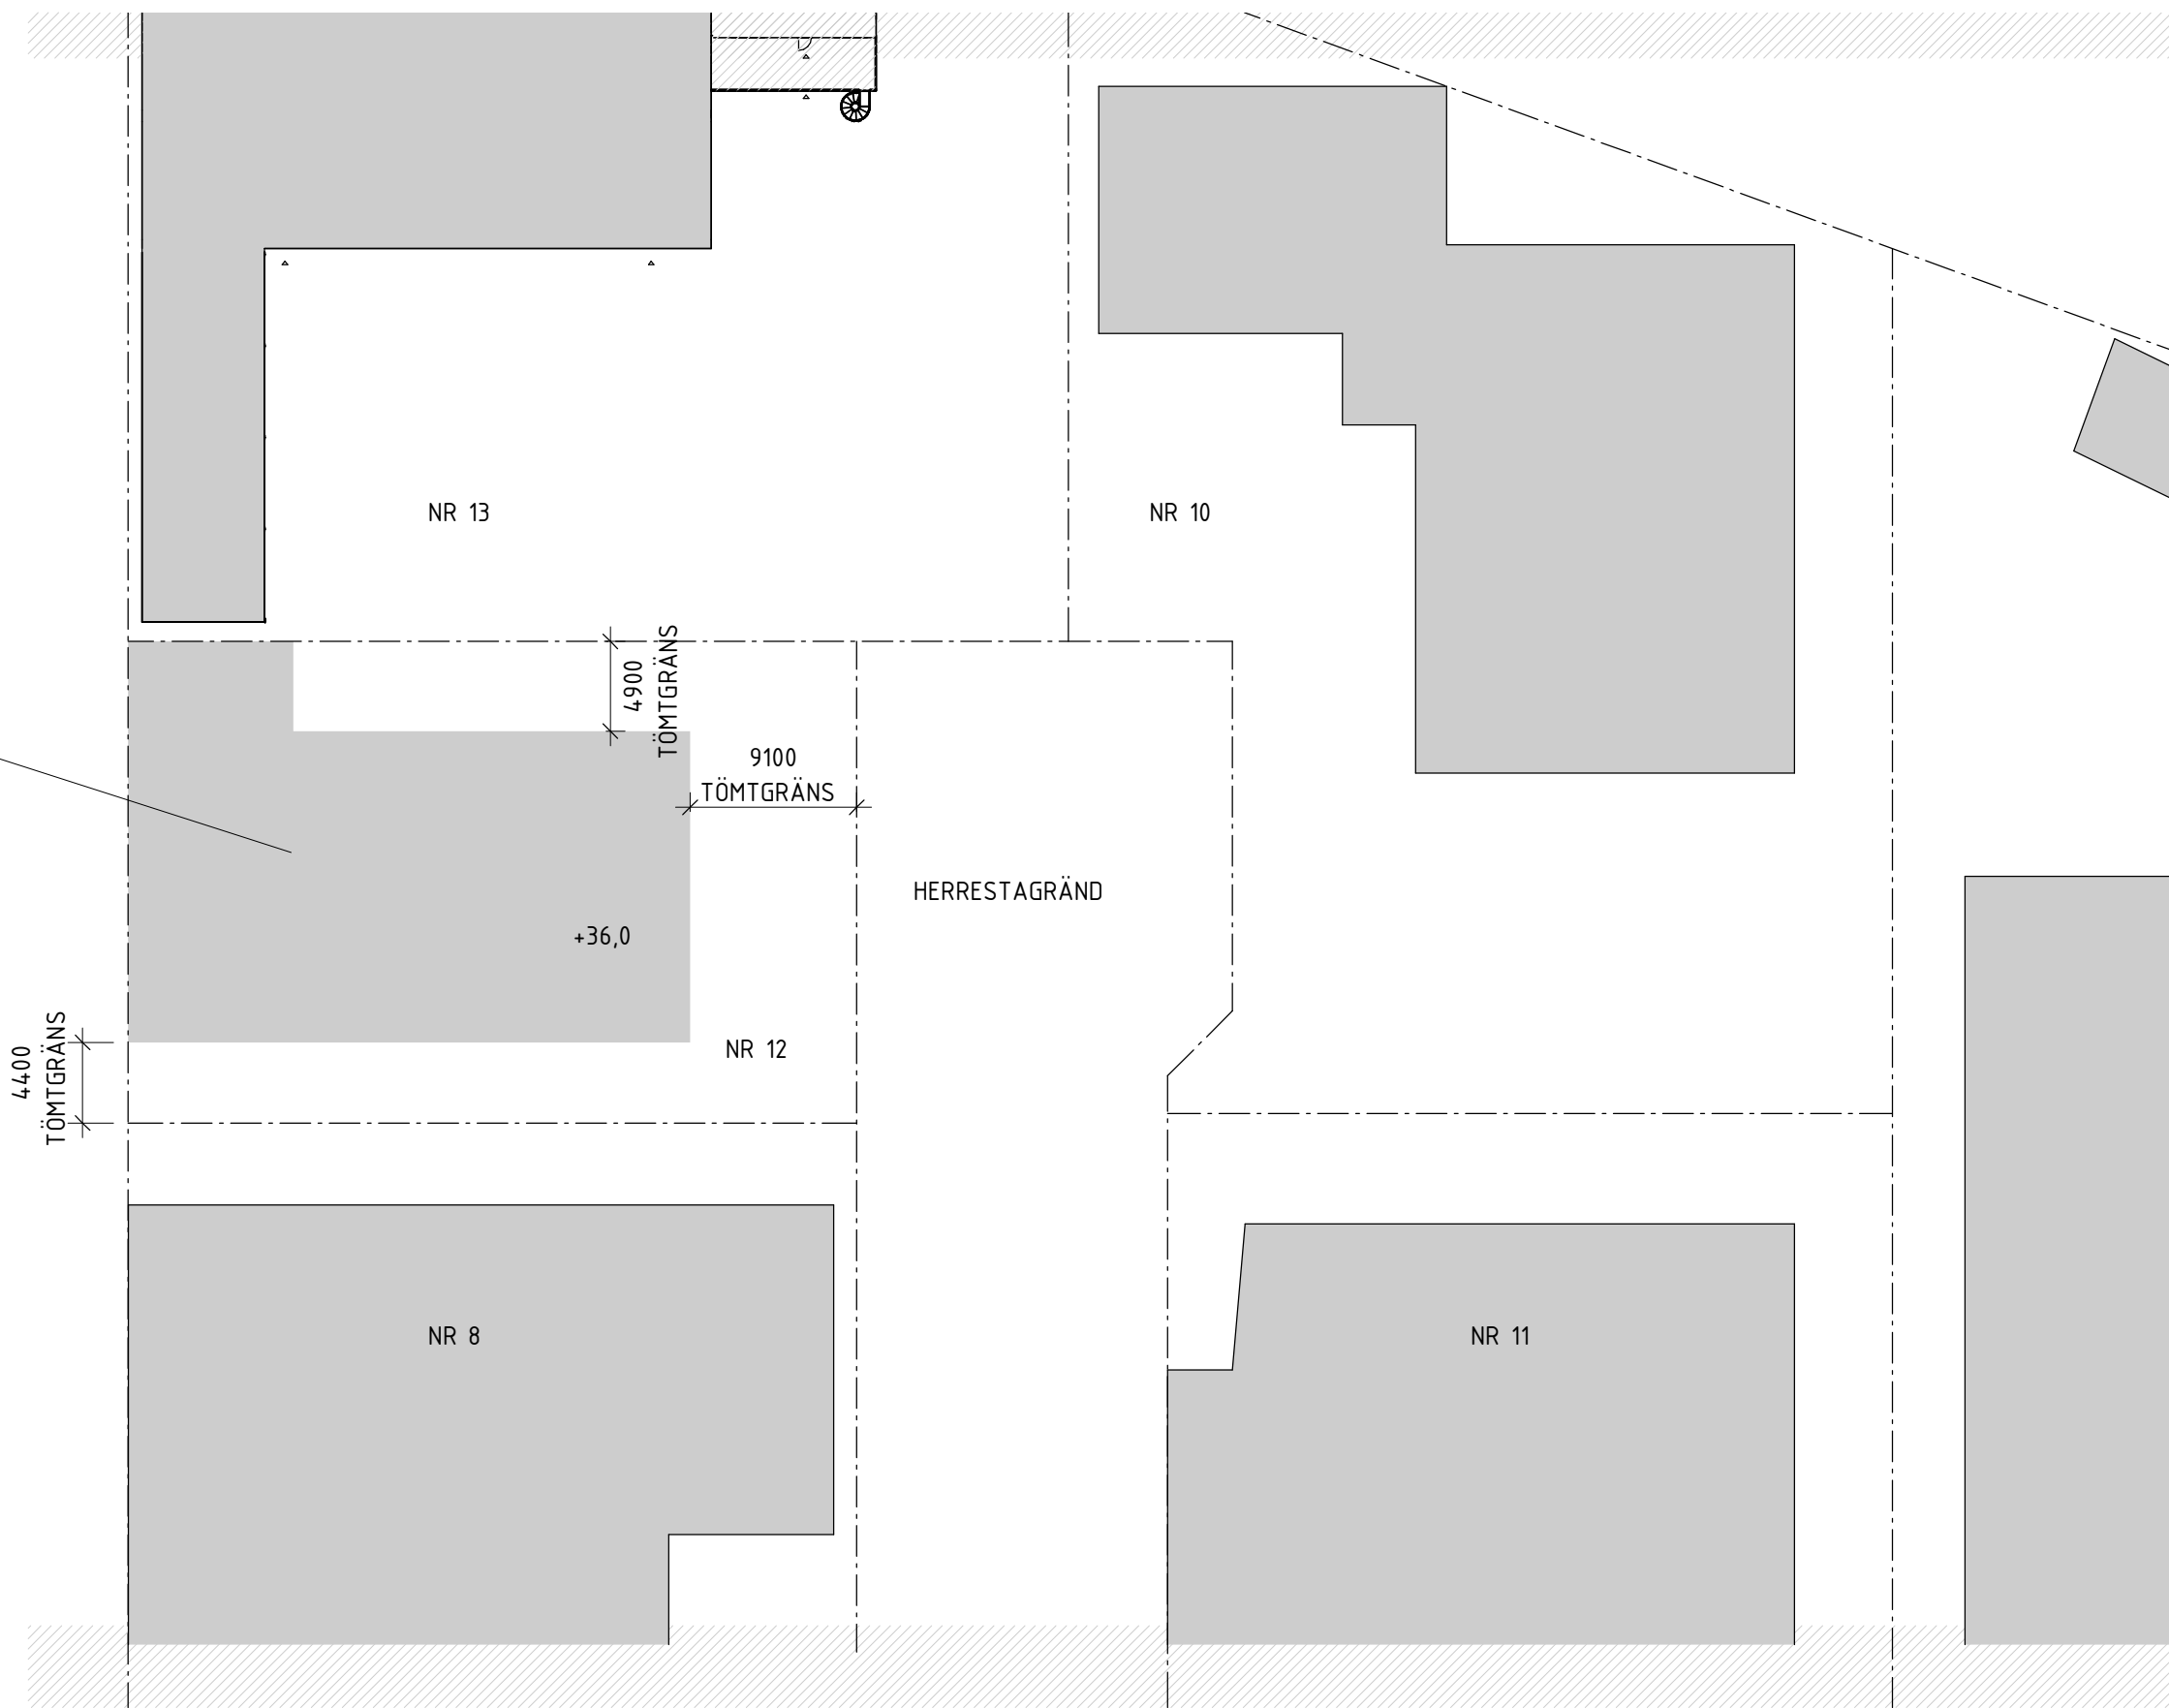 NR 13
NR 10
4900
TÖMTGRÄNS
9100
TÖMTGRÄNS
HERRESTAGRÄND
+36,0
4400
TÖMTGRÄNS
NR 12
NR 8
NR 11